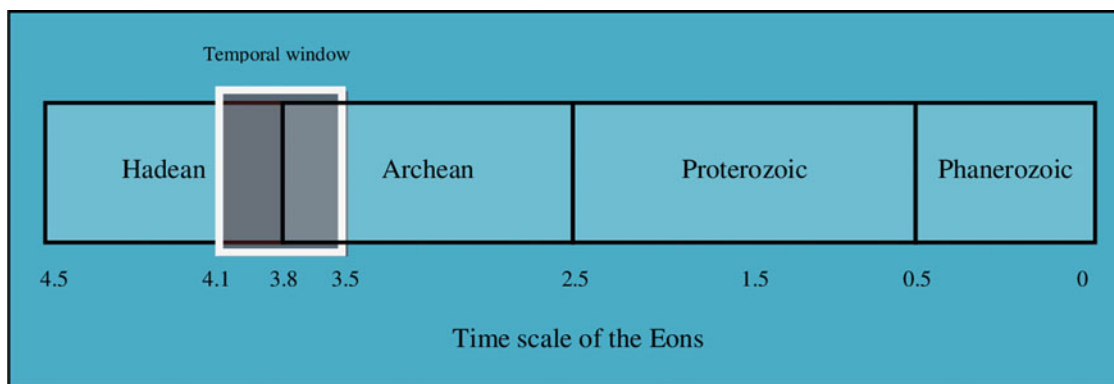 Temporal window
Hadean Archean Proterozoic Phanerozoic
4.5 4.1 3.8 3.5 2.5 1.5 0.5 0
Time scale of the Eons